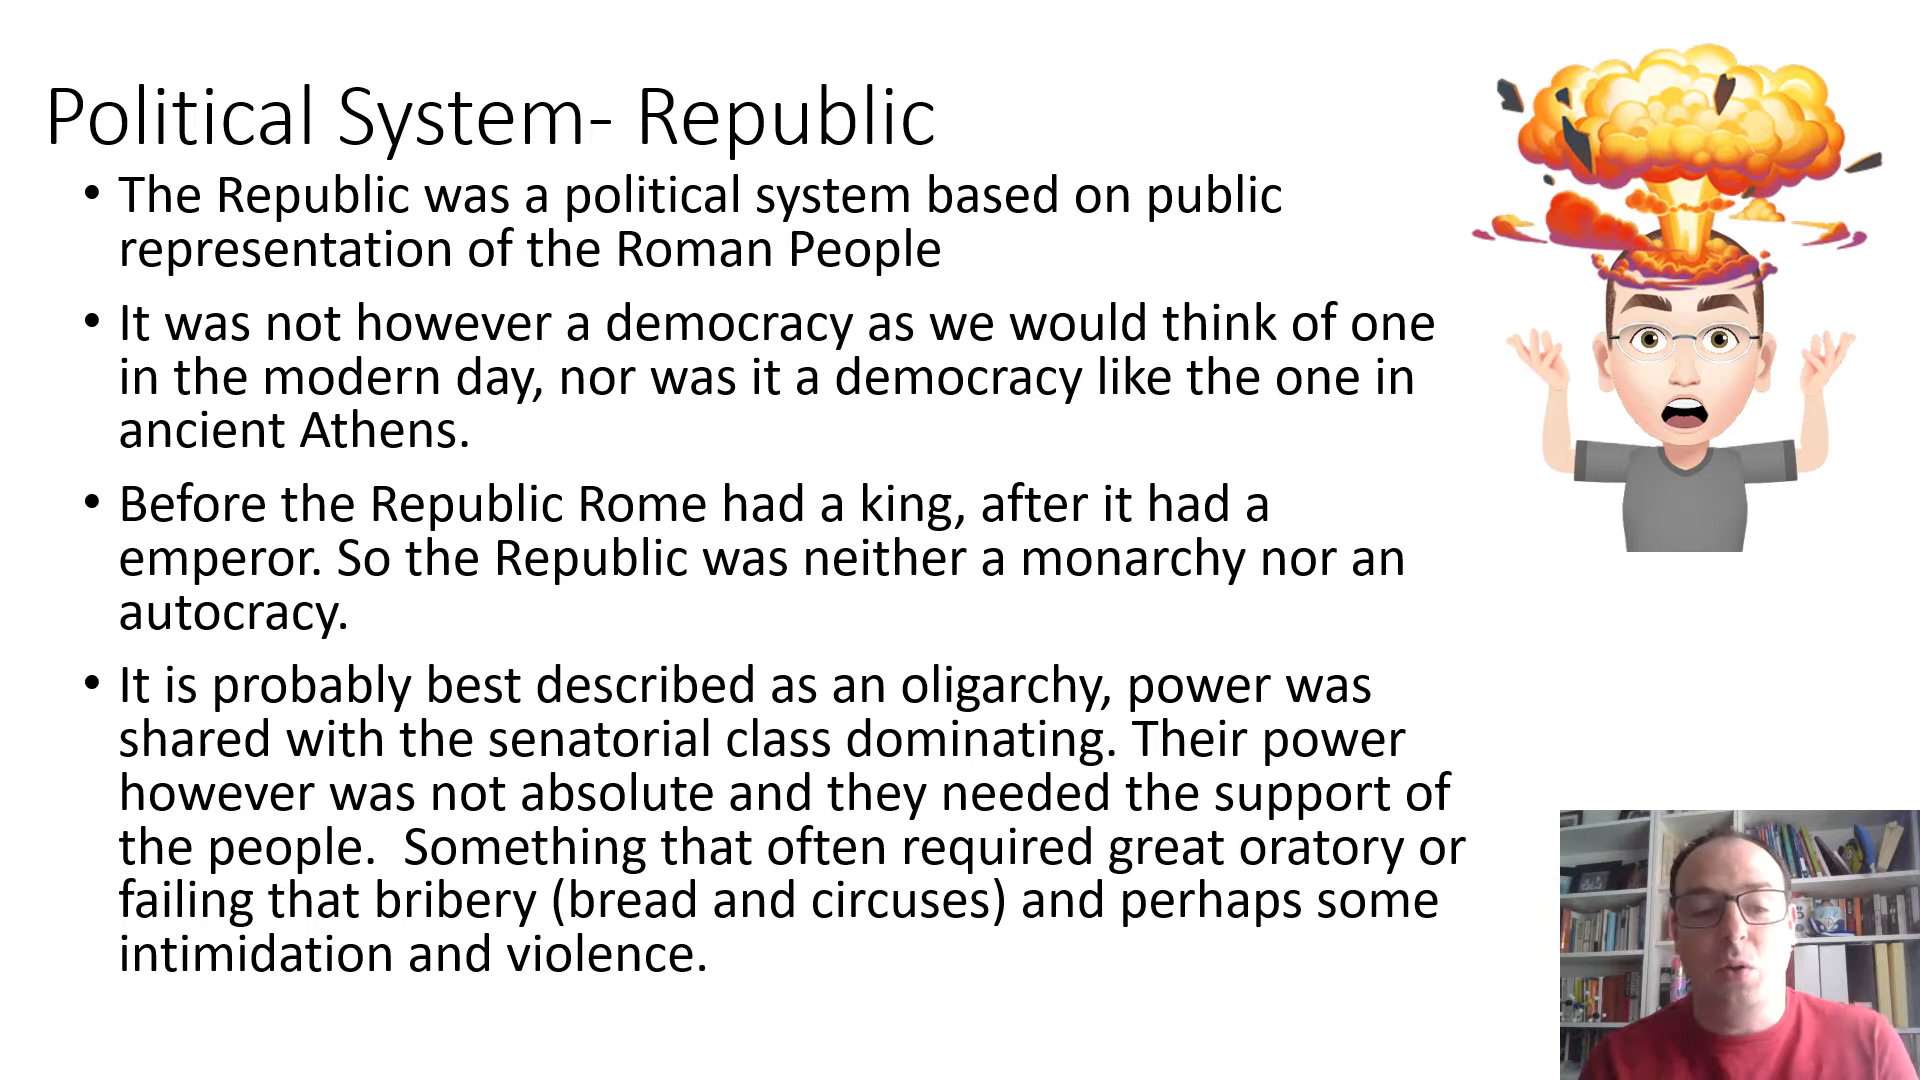 Political System- Republic
• The Republic was a political system based on public
representation of the Roman People
• It was not however a democracy as we would think of one
in the modern day, nor was it a democracy like the one in
ancient Athens.
• Before the Republic Rome had a king, after it had a
emperor. So the Republic was neither a monarchy nor an
autocracy.
• It is probably best described as an oligarchy, power was
shared with the senatorial class dominating. Their power
however was not absolute and they needed the support of
the people.  Something that often required great oratory or
failing that bribery (bread and circuses) and perhaps some
intimidation and violence.